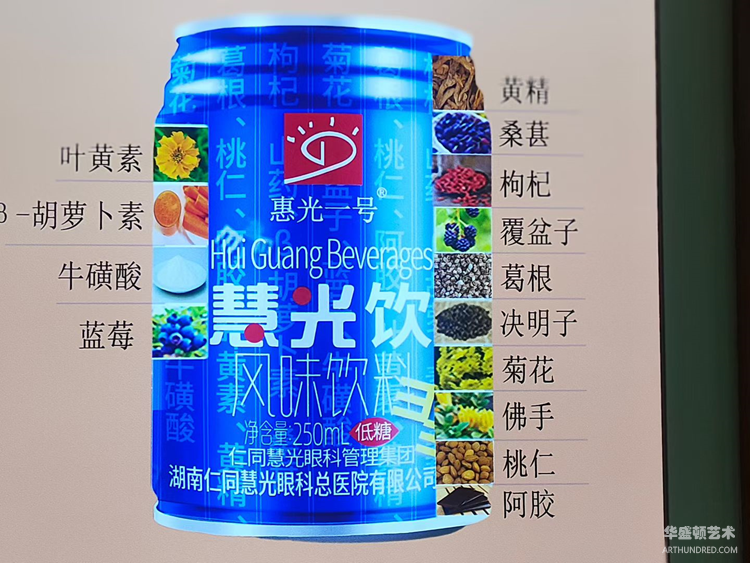 叶黄素
β-胡萝卜素
牛磺酸
蓝莓
惠光一号®
Hui Guang Beverages
慧光饮
风味饮料
净含量:250mL 低糖
仁同慧光眼科管理集团
湖南仁同慧光眼科总医院有限公司
黄精
桑葚
枸杞
覆盆子
葛根
决明子
菊花
佛手
桃仁
阿胶
华盛顿艺术
ARTHUNDRED.COM